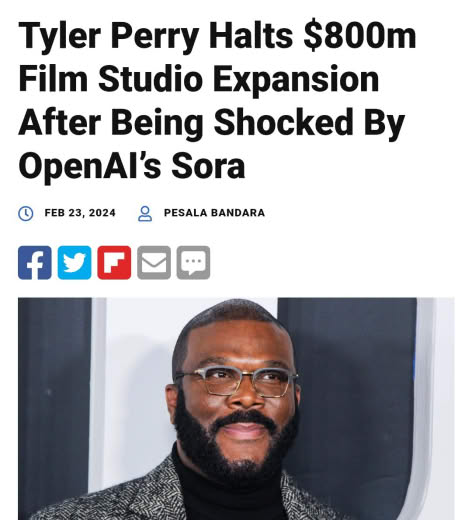 Tyler Perry Halts $800m
Film Studio Expansion
After Being Shocked By
OpenAI’s Sora
FEB 23, 2024 PESALA BANDARA